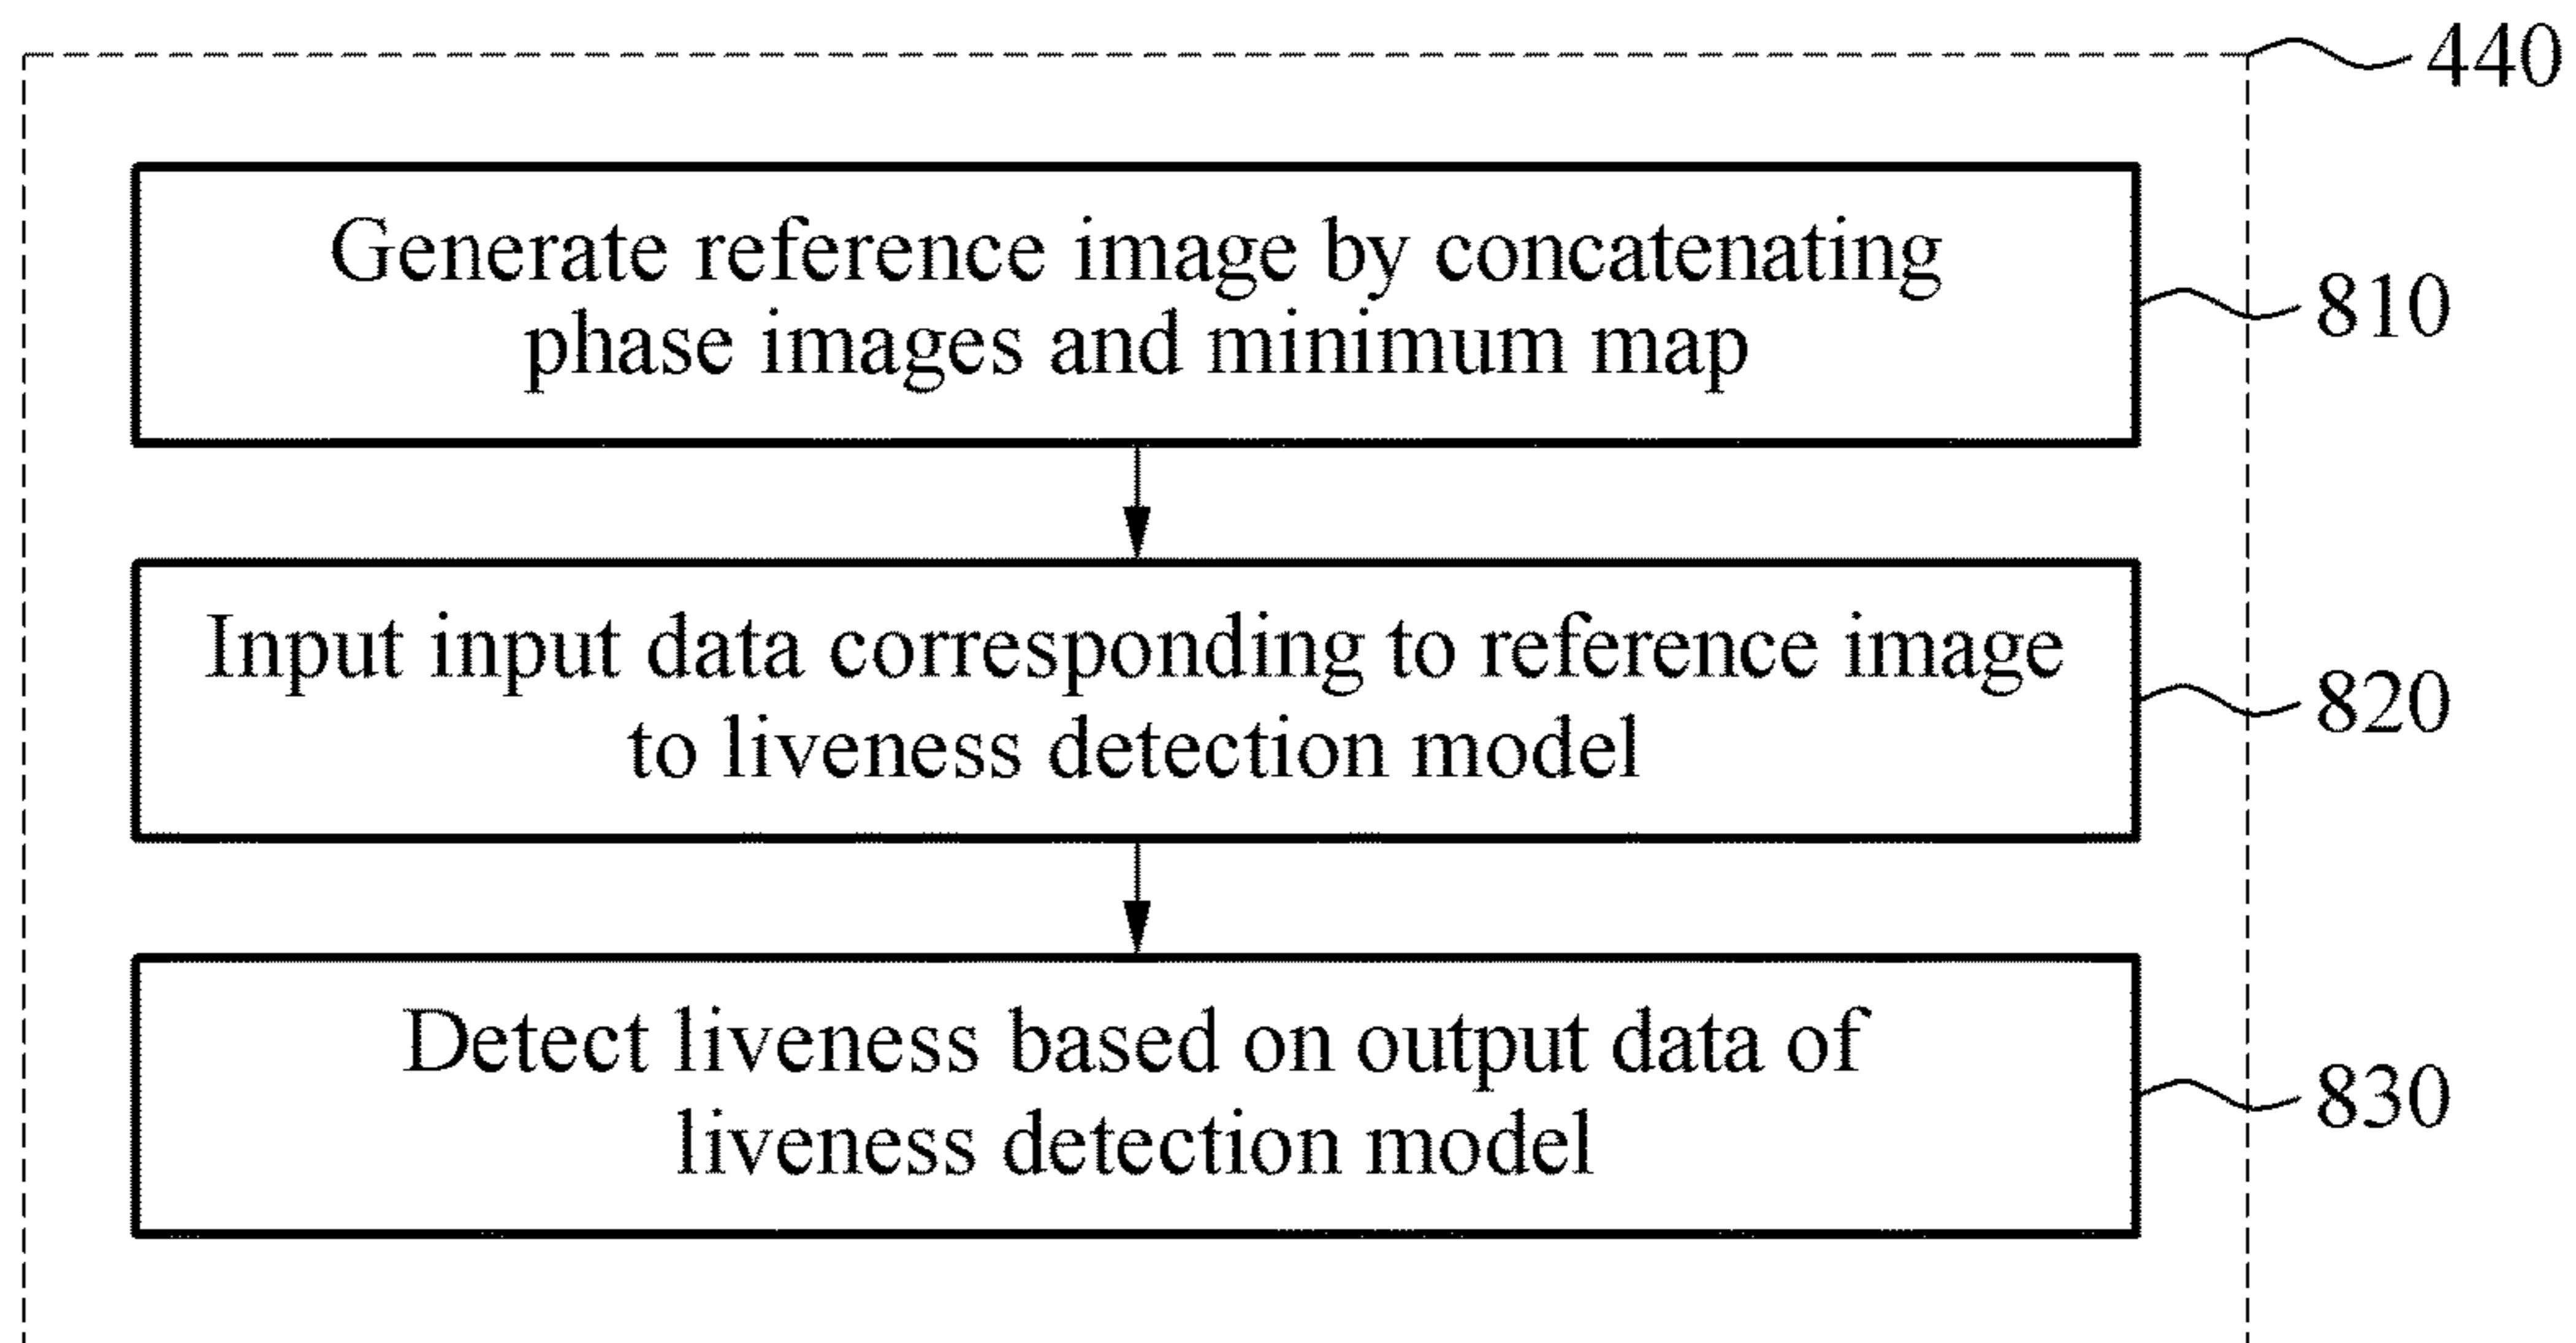 440
Generate reference image by concatenating
phase images and minimum map
810
Input input data corresponding to reference image
to liveness detection model
820
Detect liveness based on output data of
liveness detection model
830